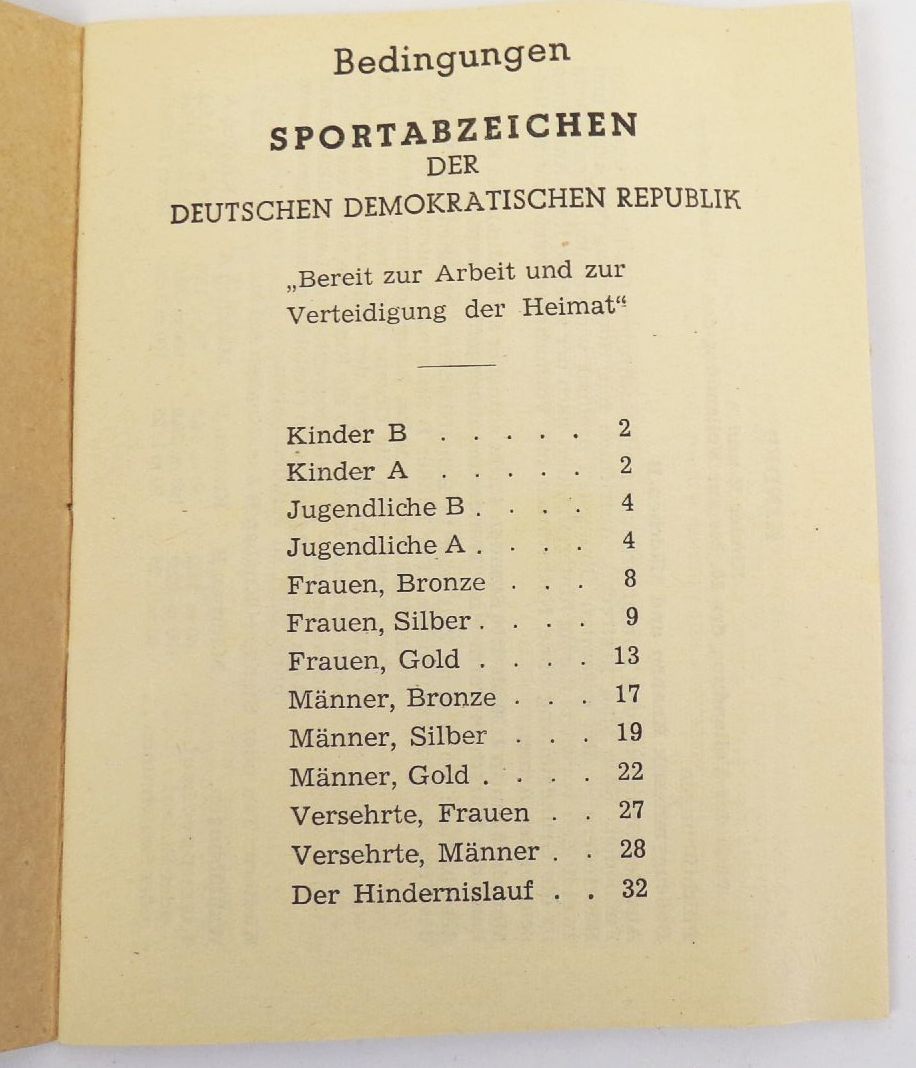 Bedingungen
SPORTABZEICHEN
DER
DEUTSCHEN DEMOKRATISCHEN REPUBLIK
„Bereit zur Arbeit und zur
Verteidigung der Heimat“
Kinder B . . . . . 2
Kinder A . . . . . 2
Jugendliche B . . . . 4
Jugendliche A . . . . 4
Frauen, Bronze . . . 8
Frauen, Silber . . . . 9
Frauen, Gold . . . . 13
Männer, Bronze . . . 17
Männer, Silber . . . 19
Männer, Gold . . . . 22
Versehrte, Frauen . . 27
Versehrte, Männer . . 28
Der Hindernislauf . . 32